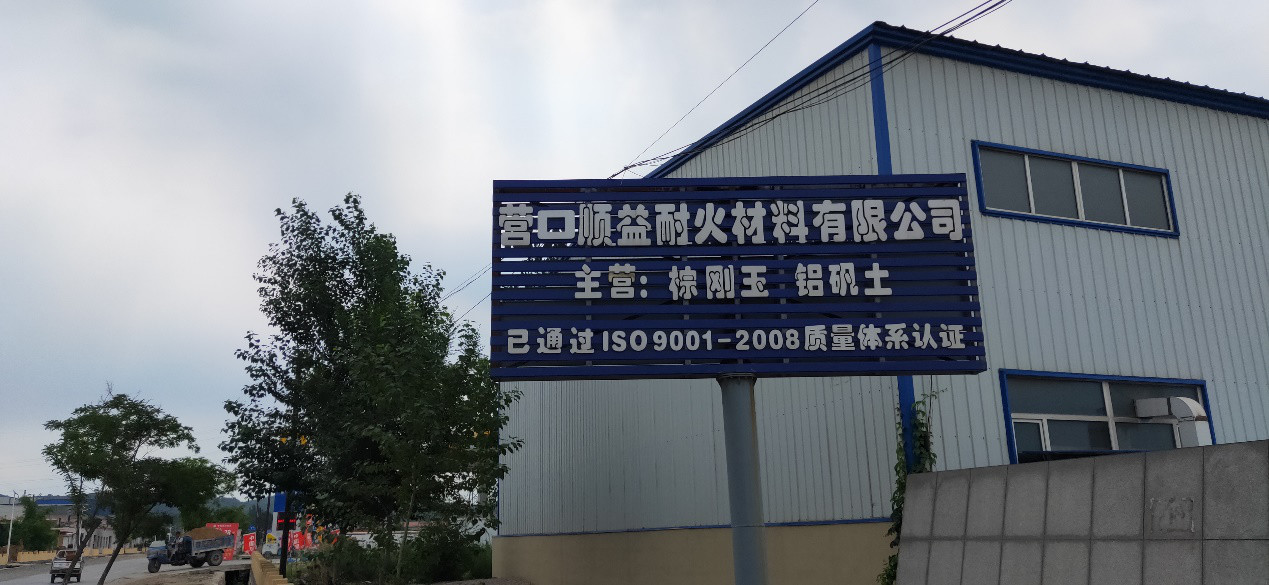 营口顺益耐火材料有限公司
主营：棕刚玉 铝矾土
已通过ISO9001-2008质量体系认证